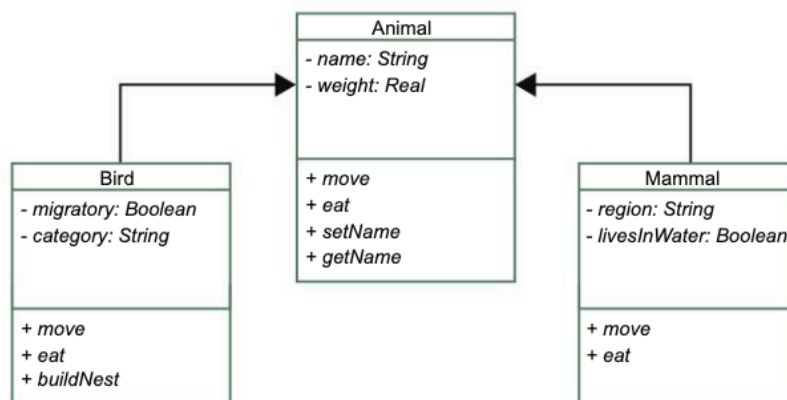 Animal
- name: String
- weight: Real
+ move
+ eat
+ setName
+ getName
Bird
- migratory: Boolean
- category: String
+ move
+ eat
+ buildNest
Mammal
- region: String
- livesInWater: Boolean
+ move
+ eat